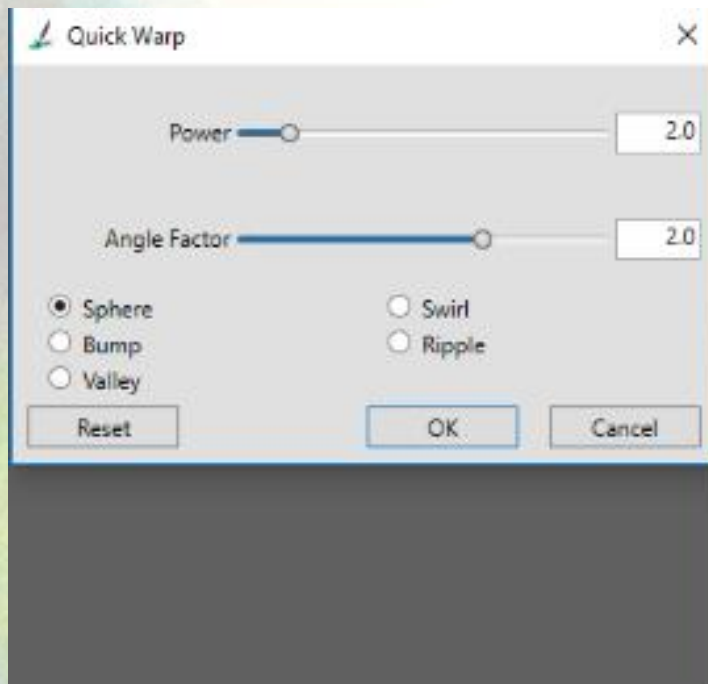 Quick Warp
Power 2.0
Angle Factor 2.0
Sphere Swirl
Bump Ripple
Valley
Reset OK Cancel